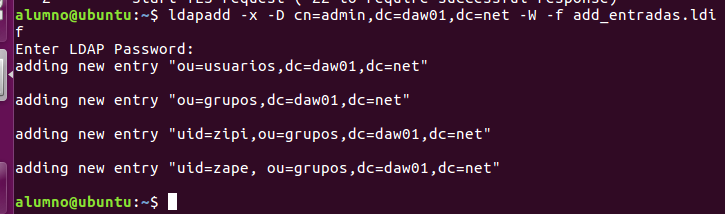 alumno@ubuntu:~$ ldapadd -x -D cn=admin,dc=daw01,dc=net -W -f add_entradas.ldi
f
Enter LDAP Password:
adding new entry "ou=usuarios,dc=daw01,dc=net"
adding new entry "ou=grupos,dc=daw01,dc=net"
adding new entry "uid=zipi,ou=grupos,dc=daw01,dc=net"
adding new entry "uid=zape, ou=grupos,dc=daw01,dc=net"
alumno@ubuntu:~$